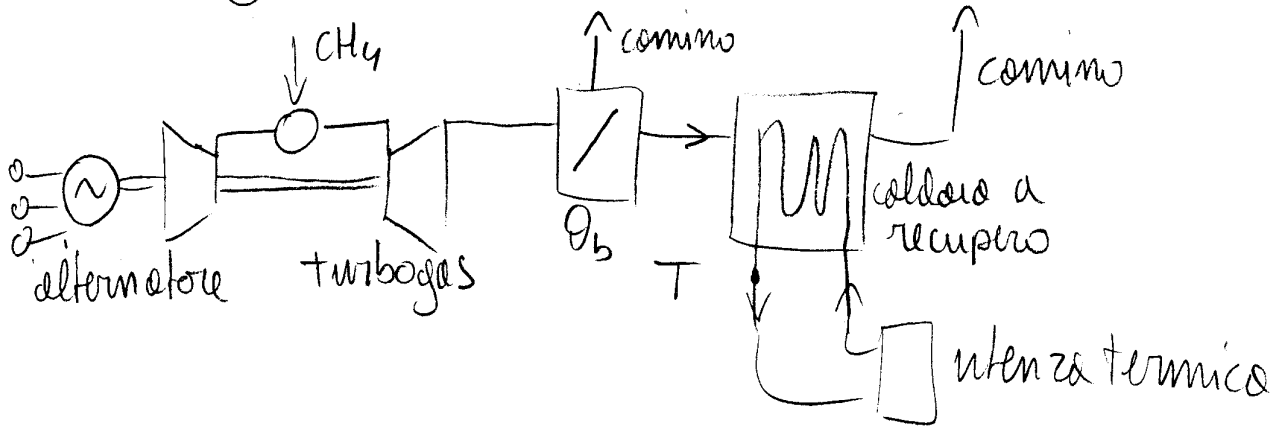 CH4
camino
camino
~
alternatore
turbogas
θb
T
caldaia a
recupero
utenza termica